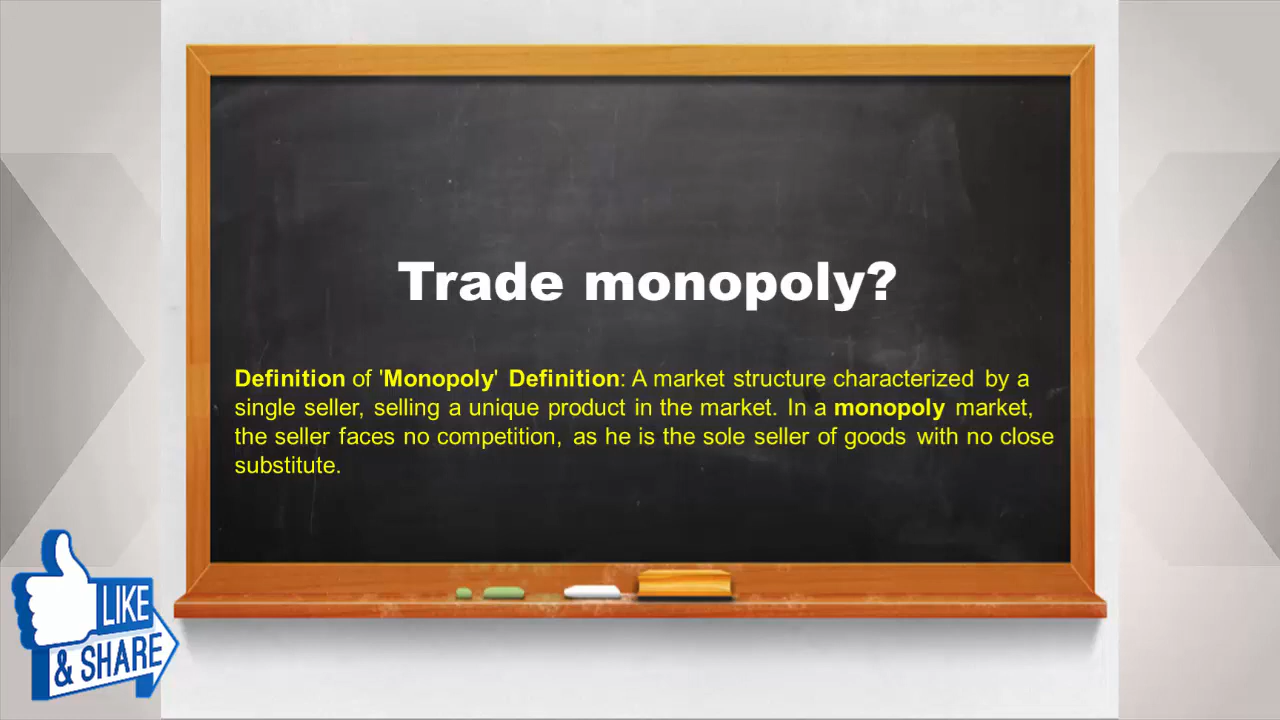 Trade monopoly?
Definition of 'Monopoly' Definition: A market structure characterized by a
single seller, selling a unique product in the market. In a monopoly market,
the seller faces no competition, as he is the sole seller of goods with no close
substitute.
LIKE
& SHARE